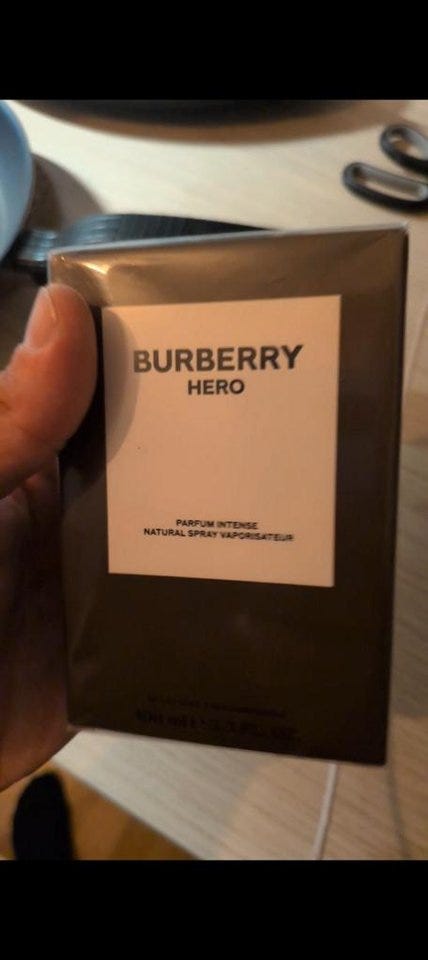 BURBERRY
HERO
PARFUM INTENSE
NATURAL SPRAY VAPORISATEUR